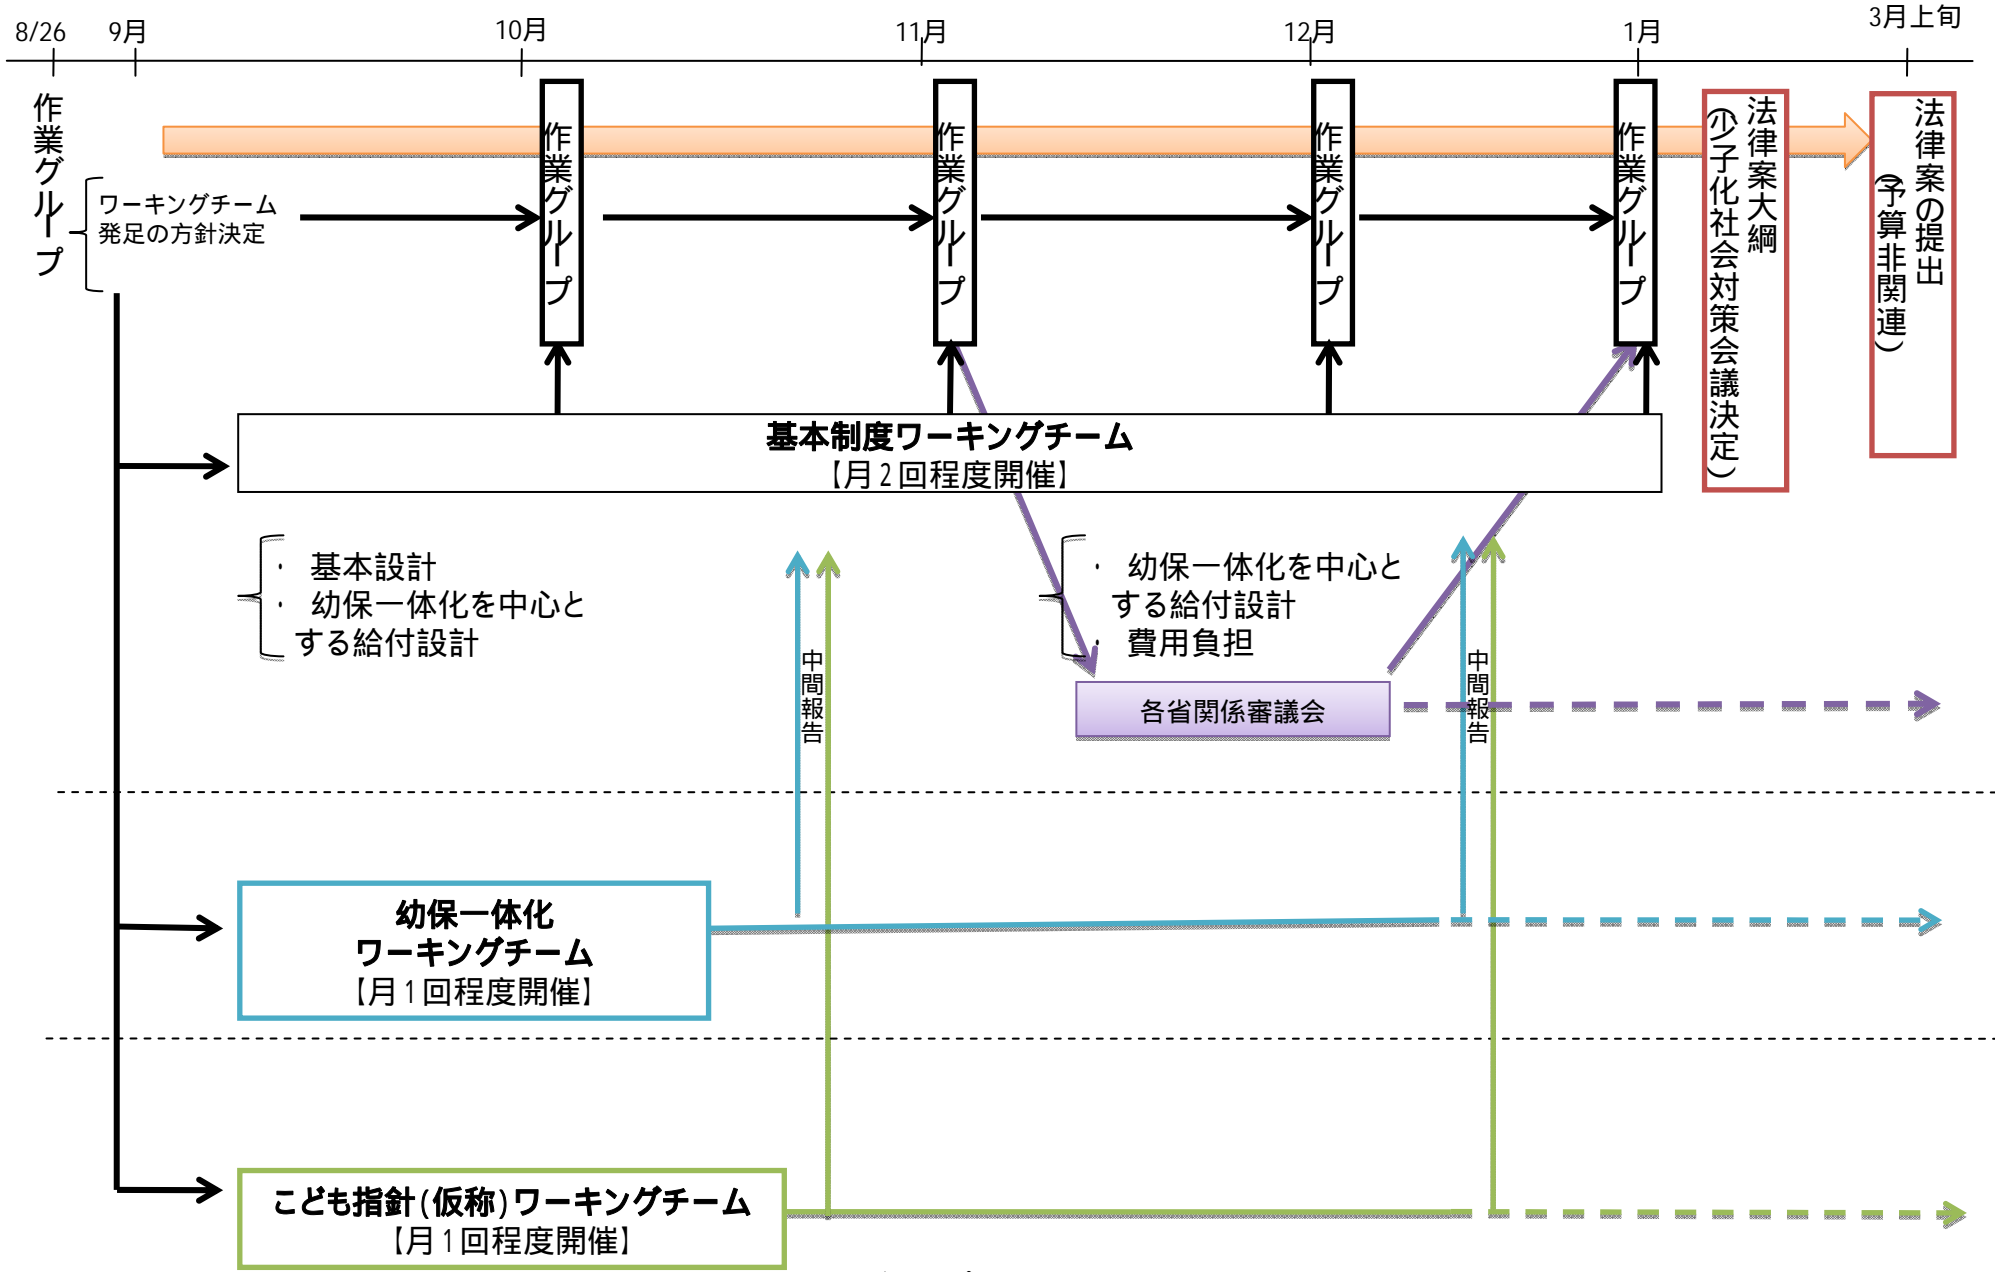 8/26
9月
10月
11月
12月
1月
3月上旬
作業グループ
ワーキングチーム
発足の方針決定
作業グループ
作業グループ
作業グループ
作業グループ
法律案大綱
(少子化社会対策会議決定)
法律案の提出
(予算非関連)
基本制度ワーキングチーム
【月2回程度開催】
・ 基本設計
・ 幼保一体化を中心と
する給付設計
・ 幼保一体化を中心と
する給付設計
・ 費用負担
中間報告
中間報告
各省関係審議会
幼保一体化
ワーキングチーム
【月1回程度開催】
こども指針(仮称)ワーキングチーム
【月1回程度開催】